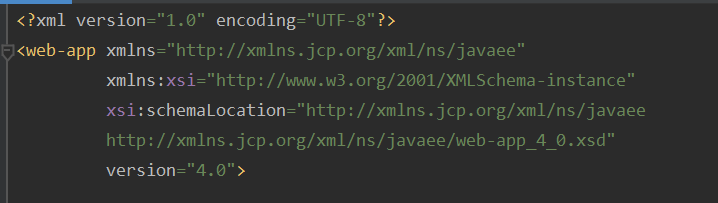 <?xml version="1.0" encoding="UTF-8"?>
<web-app xmlns="http://xmlns.jcp.org/xml/ns/javaee"
xmlns:xsi="http://www.w3.org/2001/XMLSchema-instance"
xsi:schemaLocation="http://xmlns.jcp.org/xml/ns/javaee
http://xmlns.jcp.org/xml/ns/javaee/web-app_4_0.xsd"
version="4.0">